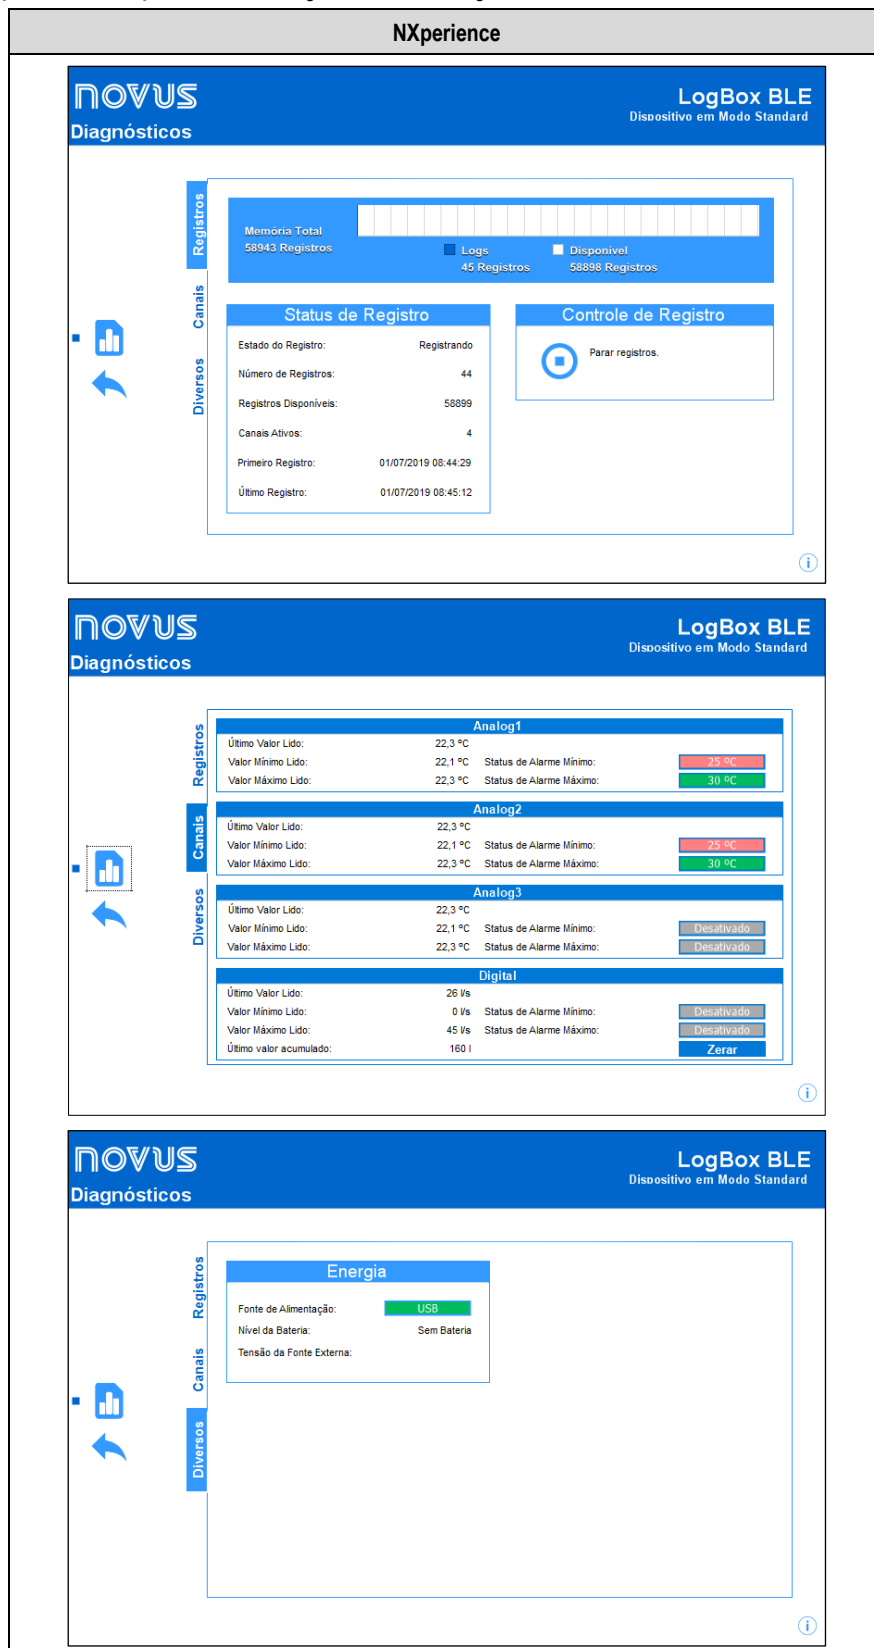 NXperience
NOVUS
Diagnósticos
LogBox BLE
Dispositivo em Modo Standard
Registros
Canais
Diversos
Memória Total
58943 Registros
Logs
45 Registros
Disponível
58898 Registros
Status de Registro
Estado do Registro: Registrando
Número de Registros: 44
Registros Disponíveis: 58899
Canais Ativos: 4
Primeiro Registro: 01/07/2019 08:44:29
Último Registro: 01/07/2019 08:45:12
Controle de Registro
Parar registros.
NOVUS
Diagnósticos
LogBox BLE
Dispositivo em Modo Standard
Registros
Canais
Diversos
Analog1
Último Valor Lido: 22,3 ºC
Valor Mínimo Lido: 22,1 ºC Status de Alarme Mínimo: 25 ºC
Valor Máximo Lido: 22,3 ºC Status de Alarme Máximo: 30 ºC
Analog2
Último Valor Lido: 22,3 ºC
Valor Mínimo Lido: 22,1 ºC Status de Alarme Mínimo: 25 ºC
Valor Máximo Lido: 22,3 ºC Status de Alarme Máximo: 30 ºC
Analog3
Último Valor Lido: 22,3 ºC
Valor Mínimo Lido: 22,1 ºC Status de Alarme Mínimo: Desativado
Valor Máximo Lido: 22,3 ºC Status de Alarme Máximo: Desativado
Digital
Último Valor Lido: 26 l/s
Valor Mínimo Lido: 0 l/s Status de Alarme Mínimo: Desativado
Valor Máximo Lido: 45 l/s Status de Alarme Máximo: Desativado
Último valor acumulado: 160 l Zerar
NOVUS
Diagnósticos
LogBox BLE
Dispositivo em Modo Standard
Registros
Canais
Diversos
Energia
Fonte de Alimentação: USB
Nível da Bateria: Sem Bateria
Tensão da Fonte Externa: